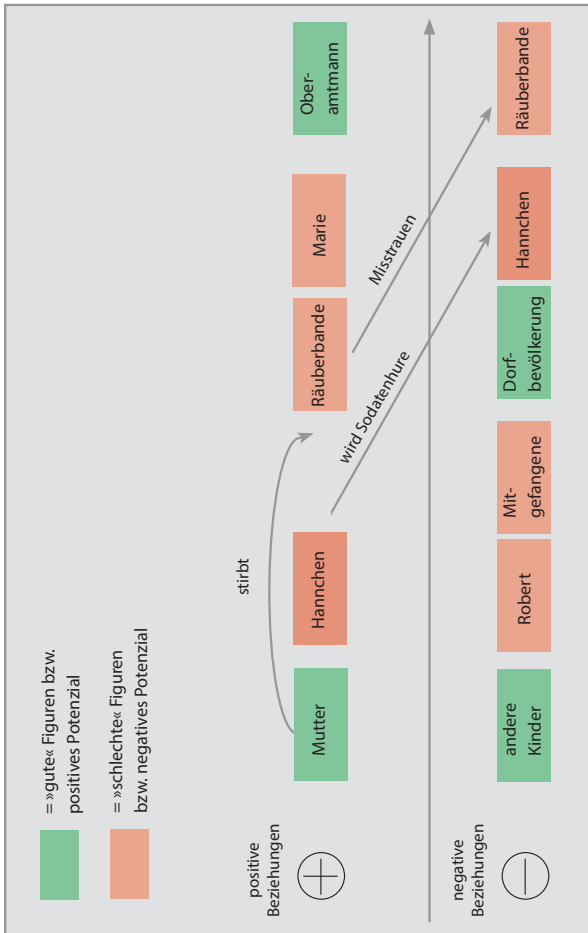 = »gute« Figuren bzw.
positives Potenzial
= »schlechte« Figuren
bzw. negatives Potenzial
positive
Beziehungen
stirbt
Mutter
Hannchen
Räuberbande
Marie
Ober-
amtmann
wird Sodatenhure
Misstrauen
negative
Beziehungen
andere
Kinder
Robert
Mit-
gefangene
Dorf-
bevölkerung
Hannchen
Räuberbande